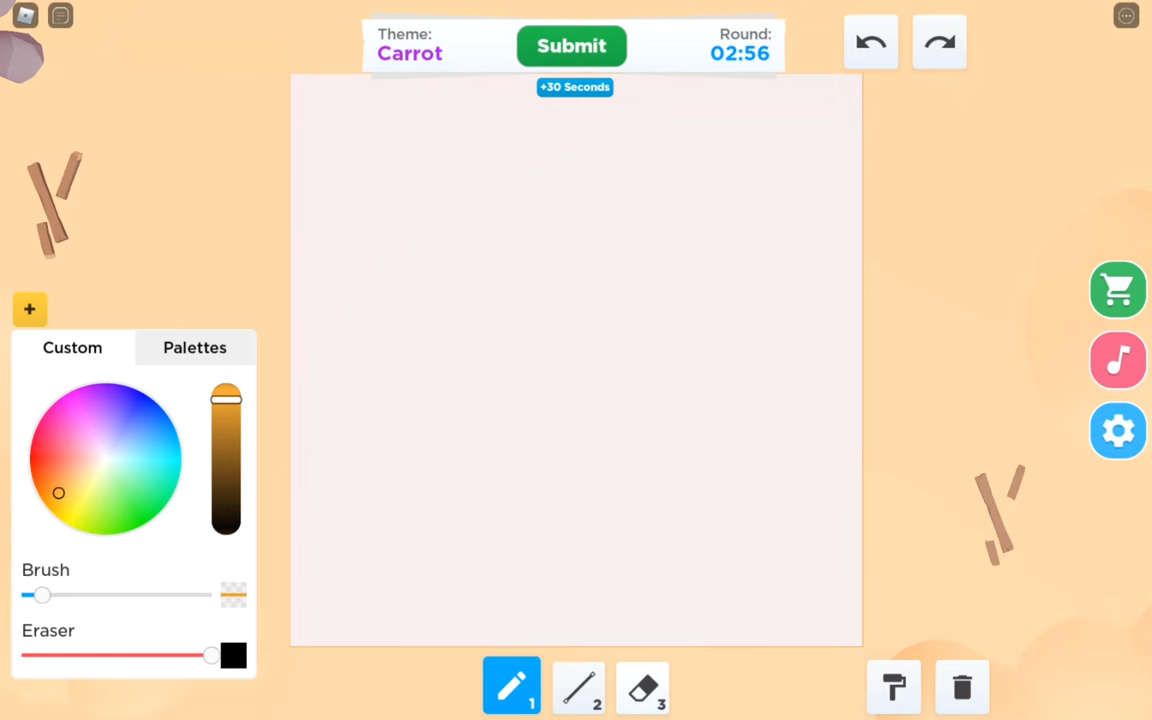 Theme:
Carrot
Submit
Round:
02:56
+30 Seconds
+
Custom
Palettes
Brush
Eraser
1
2
3